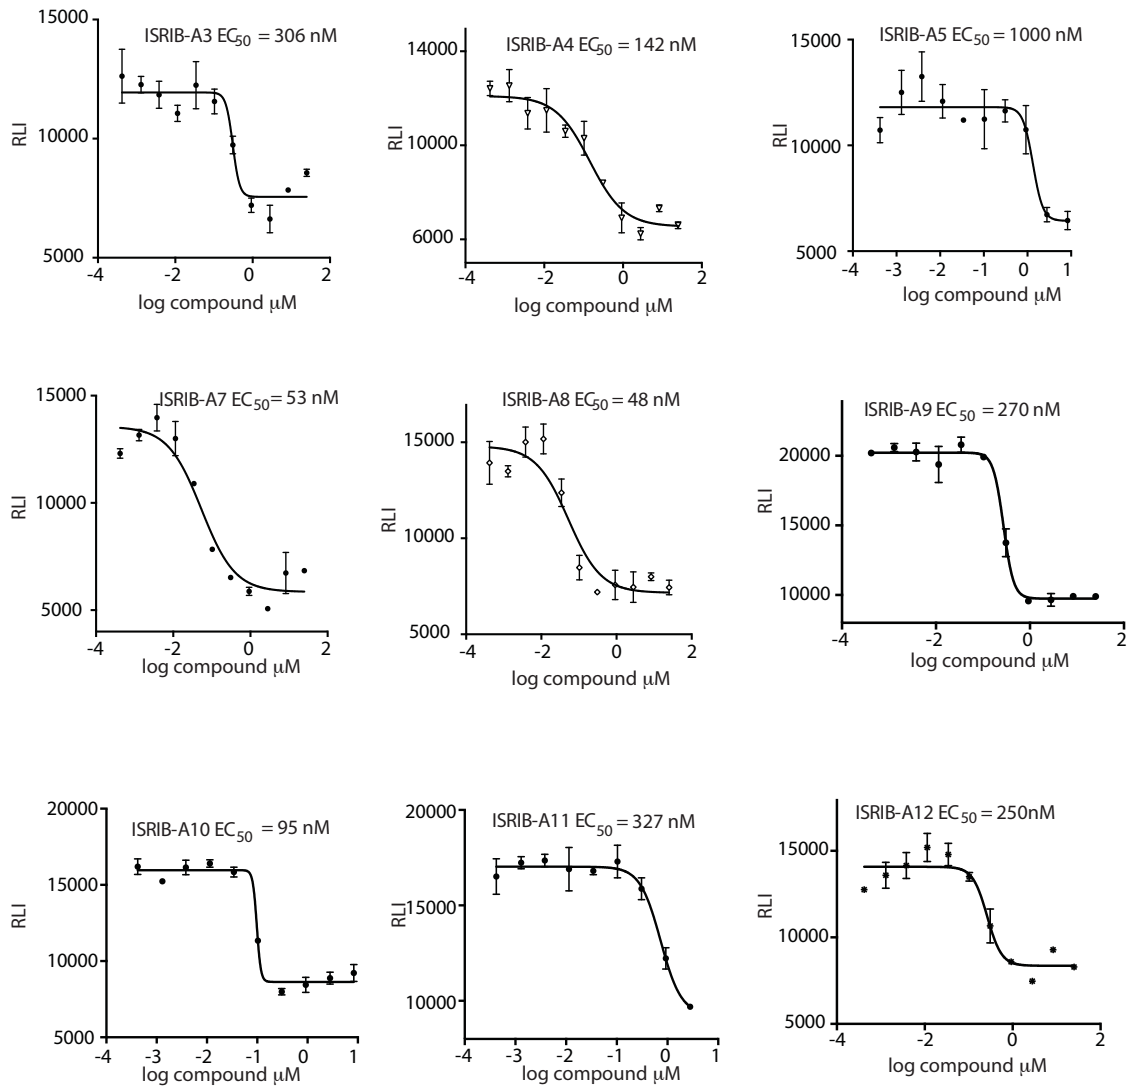 ISRIB-A3 EC50 = 306 nM
15000
10000
5000
RLI
-4 -2 0 2
log compound μM
ISRIB-A4 EC50 = 142 nM
14000
10000
6000
RLI
-4 -2 0 2
log compound μM
ISRIB-A5 EC50 = 1000 nM
15000
10000
5000
RLI
-4 -3 -2 -1 0 1
log compound μM
ISRIB-A7 EC50 = 53 nM
15000
10000
5000
RLI
-4 -2 0 2
log compound μM
ISRIB-A8 EC50 = 48 nM
15000
10000
5000
RLI
-4 -2 0 2
log compound μM
ISRIB-A9 EC50 = 270 nM
20000
15000
10000
RLI
-4 -2 0 2
log compound μM
ISRIB-A10 EC50 = 95 nM
20000
15000
10000
5000
RLI
-4 -3 -2 -1 0 1
log compound μM
ISRIB-A11 EC50 = 327 nM
20000
15000
10000
RLI
-4 -3 -2 -1 0 1
log compound μM
ISRIB-A12 EC50 = 250nM
15000
10000
5000
RLI
-4 -2 0 2
log compound μM